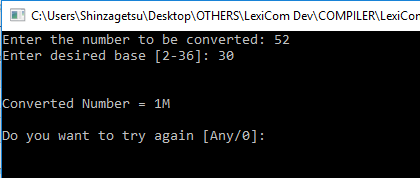 C:\Users\Shinzagetsu\Desktop\OTHERS\LexiCom Dev\COMPILER\LexiCom
Enter the number to be converted: 52
Enter desired base [2-36]: 30
Converted Number = 1M
Do you want to try again [Any/0]: